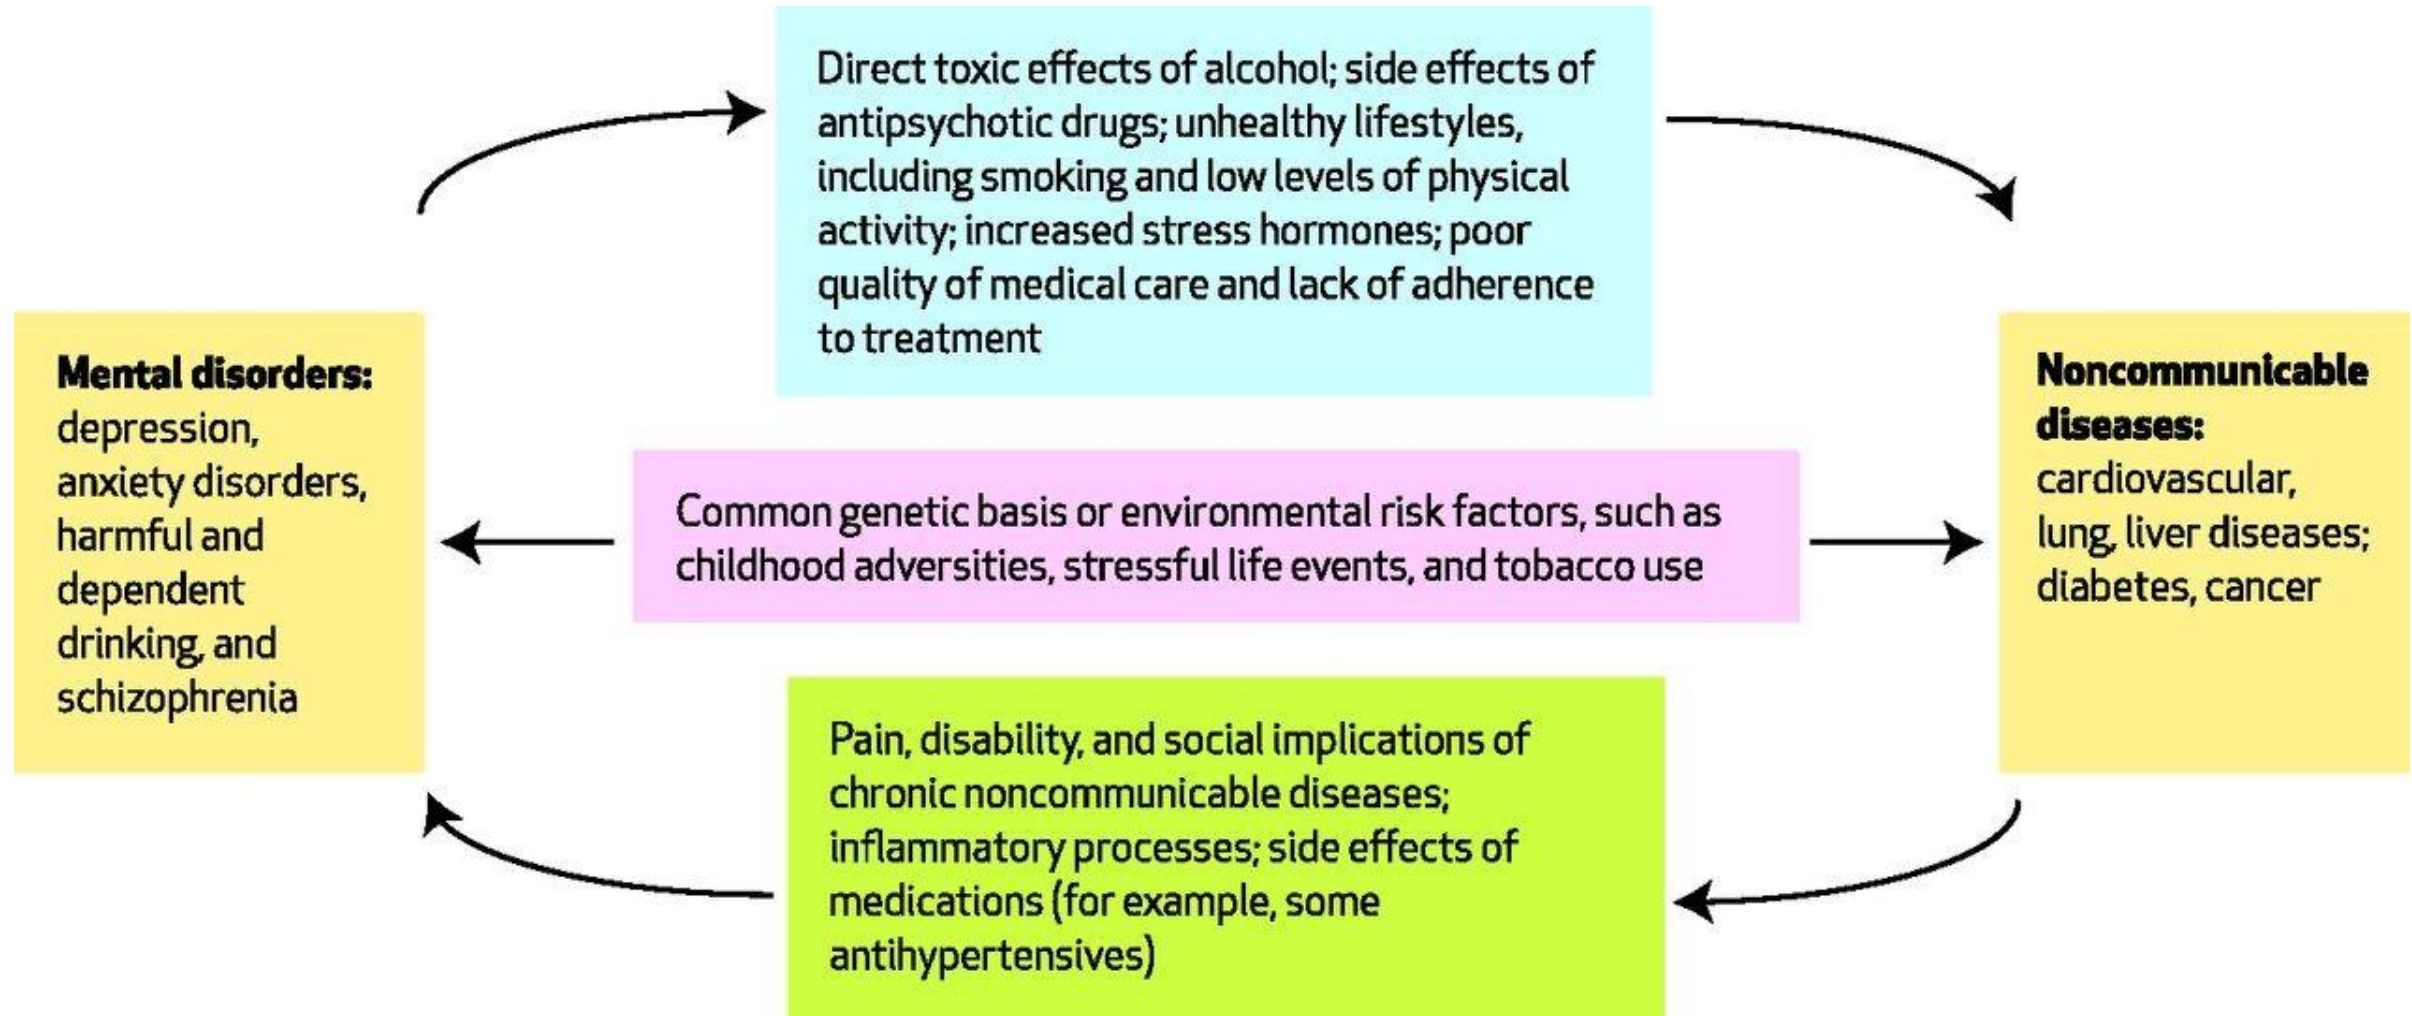 Direct toxic effects of alcohol; side effects of
antipsychotic drugs; unhealthy lifestyles,
including smoking and low levels of physical
activity; increased stress hormones; poor
quality of medical care and lack of adherence
to treatment
Mental disorders:
depression,
anxiety disorders,
harmful and
dependent
drinking, and
schizophrenia
Common genetic basis or environmental risk factors, such as
childhood adversities, stressful life events, and tobacco use
Noncommunicable
diseases:
cardiovascular,
lung, liver diseases;
diabetes, cancer
Pain, disability, and social implications of
chronic noncommunicable diseases;
inflammatory processes; side effects of
medications (for example, some
antihypertensives)